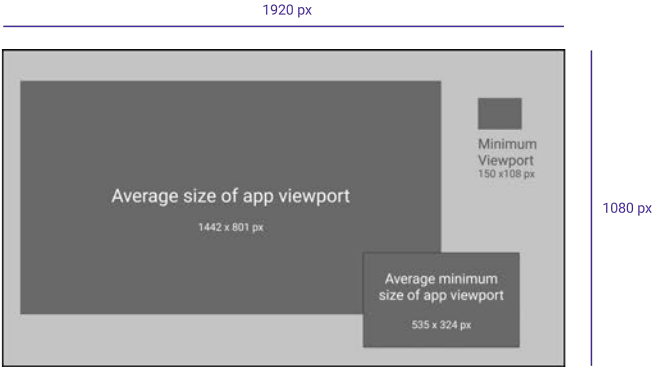 1920 px
Average size of app viewport
1442 x 801 px
Minimum
Viewport
150 x108 px
1080 px
Average minimum
size of app viewport
535 x 324 px